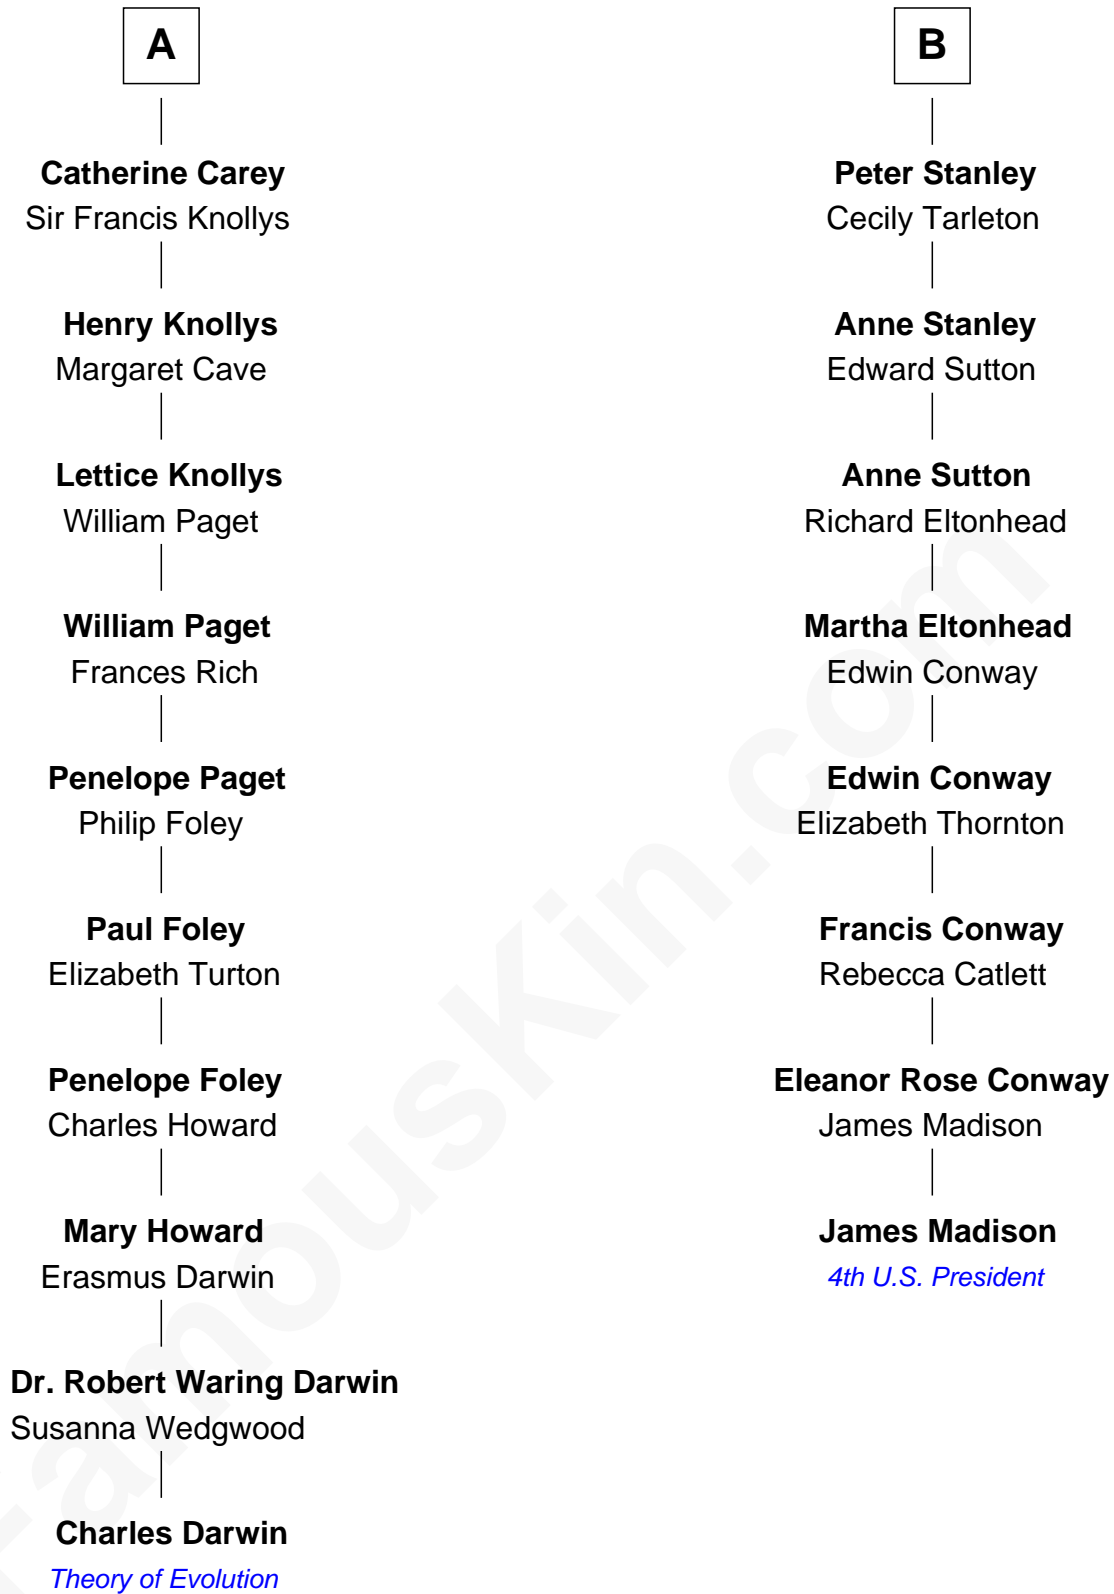 A
Catherine Carey
Sir Francis Knollys
Henry Knollys
Margaret Cave
Lettice Knollys
William Paget
William Paget
Frances Rich
Penelope Paget
Philip Foley
Paul Foley
Elizabeth Turton
Penelope Foley
Charles Howard
Mary Howard
Erasmus Darwin
Dr. Robert Waring Darwin
Susanna Wedgwood
Charles Darwin
Theory of Evolution
B
Peter Stanley
Cecily Tarleton
Anne Stanley
Edward Sutton
Anne Sutton
Richard Eltonhead
Martha Eltonhead
Edwin Conway
Edwin Conway
Elizabeth Thornton
Francis Conway
Rebecca Catlett
Eleanor Rose Conway
James Madison
James Madison
4th U.S. President
FamousKin.com